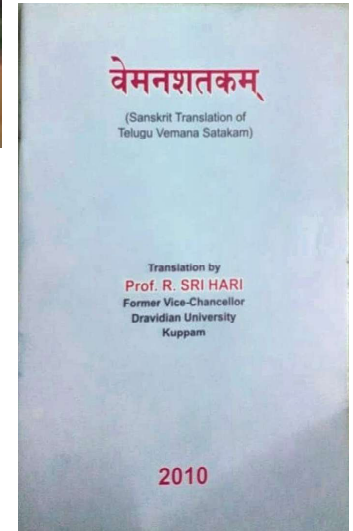 वेमनशतकम्
(Sanskrit Translation of
Telugu Vemana Satakam)
Translation by
Prof. R. SRI HARI
Former Vice-Chancellor
Dravidian University
Kuppam
2010